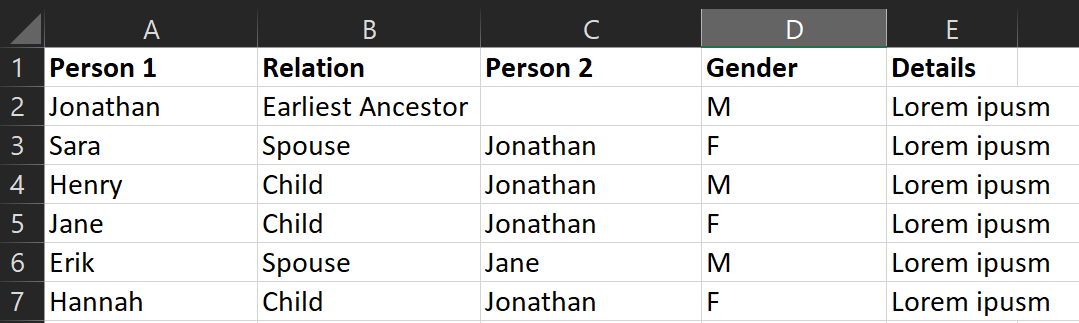 A B C D E
1 Person 1 Relation Person 2 Gender Details
2 Jonathan Earliest Ancestor M Lorem ipusm
3 Sara Spouse Jonathan F Lorem ipusm
4 Henry Child Jonathan M Lorem ipusm
5 Jane Child Jonathan F Lorem ipusm
6 Erik Spouse Jane M Lorem ipusm
7 Hannah Child Jonathan F Lorem ipusm